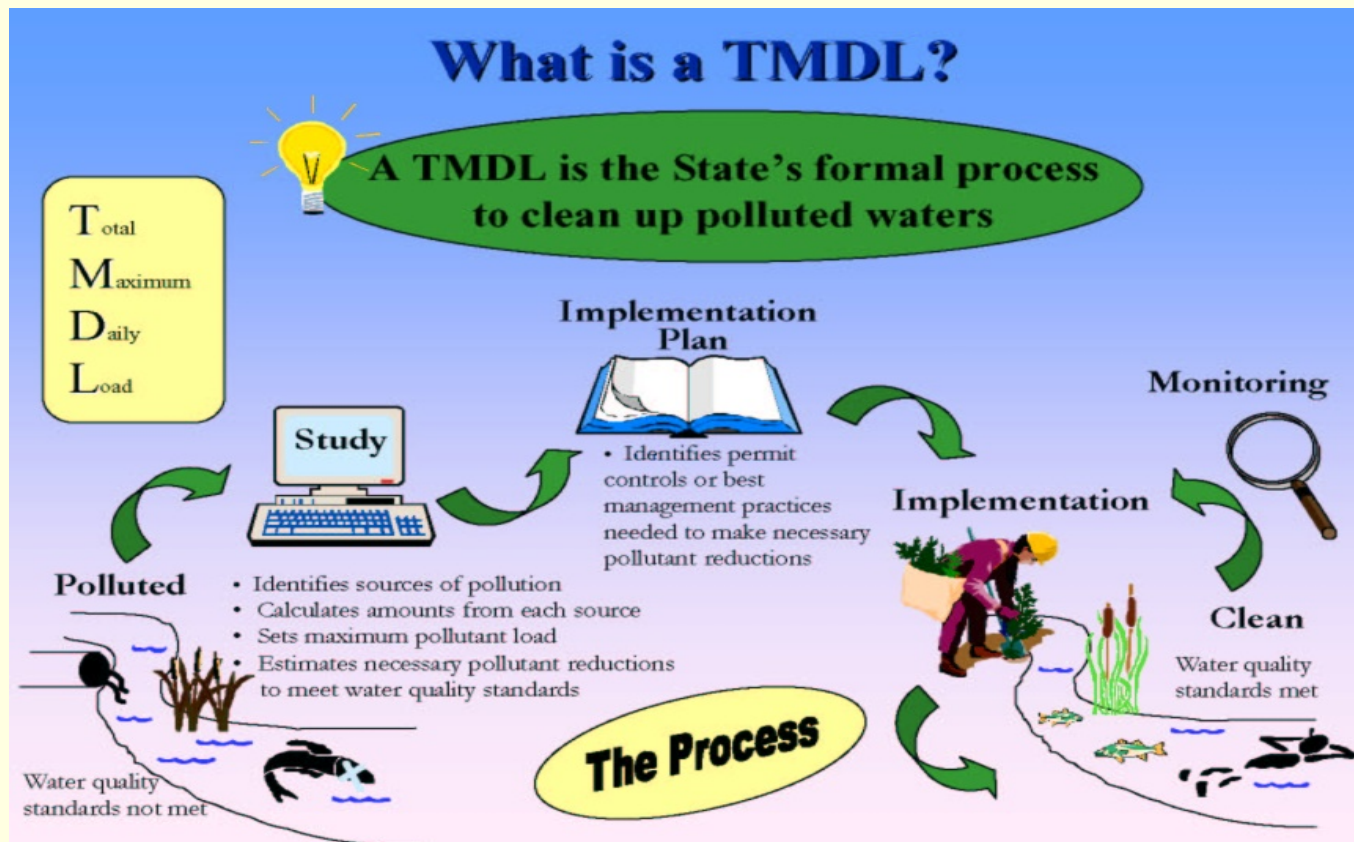 What is a TMDL?
A TMDL is the State's formal process
to clean up polluted waters
Total
Maximum
Daily
Load
Polluted
Water quality
standards not met
Study
• Identifies sources of pollution
• Calculates amounts from each source
• Sets maximum pollutant load
• Estimates necessary pollutant reductions
to meet water quality standards
Implementation
Plan
• Identifies permit
controls or best
management practices
needed to make necessary
pollutant reductions
Implementation
Clean
Water quality
standards met
Monitoring
The Process